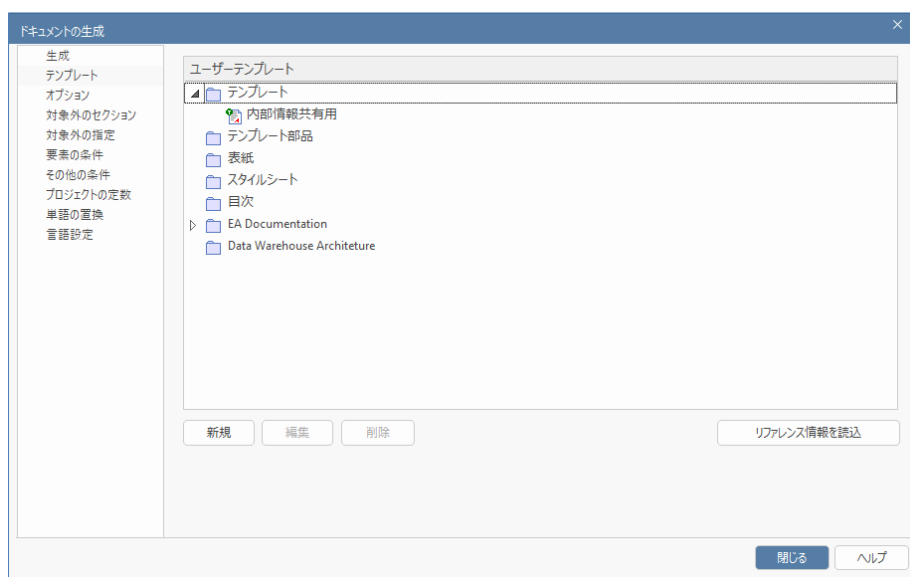 ドキュメントの生成
生成
テンプレート
オプション
対象外のセクション
対象外の指定
要素の条件
その他の条件
プロジェクトの定数
単語の置換
言語設定
ユーザーテンプレート
テンプレート
内部情報共有用
テンプレート部品
表紙
スタイルシート
目次
EA Documentation
Data Warehouse Architeture
新規
編集
削除
リファレンス情報を読込
閉じる
ヘルプ